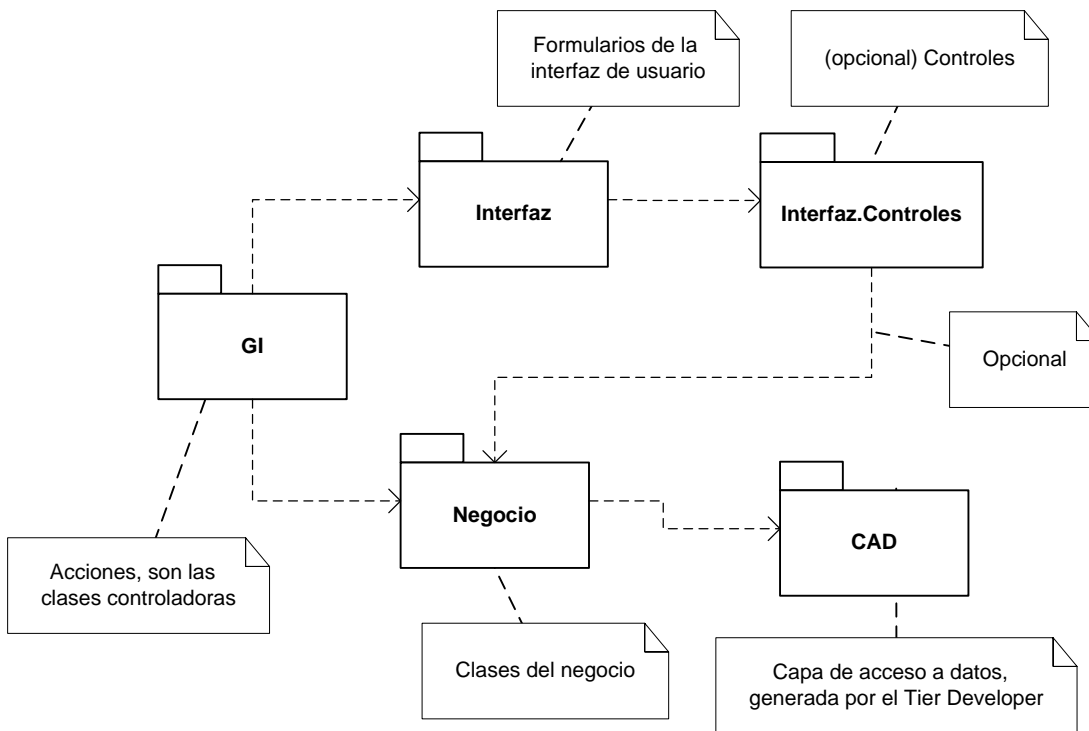 Formularios de la
interfaz de usuario
(opcional) Controles
Interfaz
Interfaz.Controles
GI
Opcional
Negocio
CAD
Acciones, son las
clases controladoras
Clases del negocio
Capa de acceso a datos,
generada por el Tier Developer